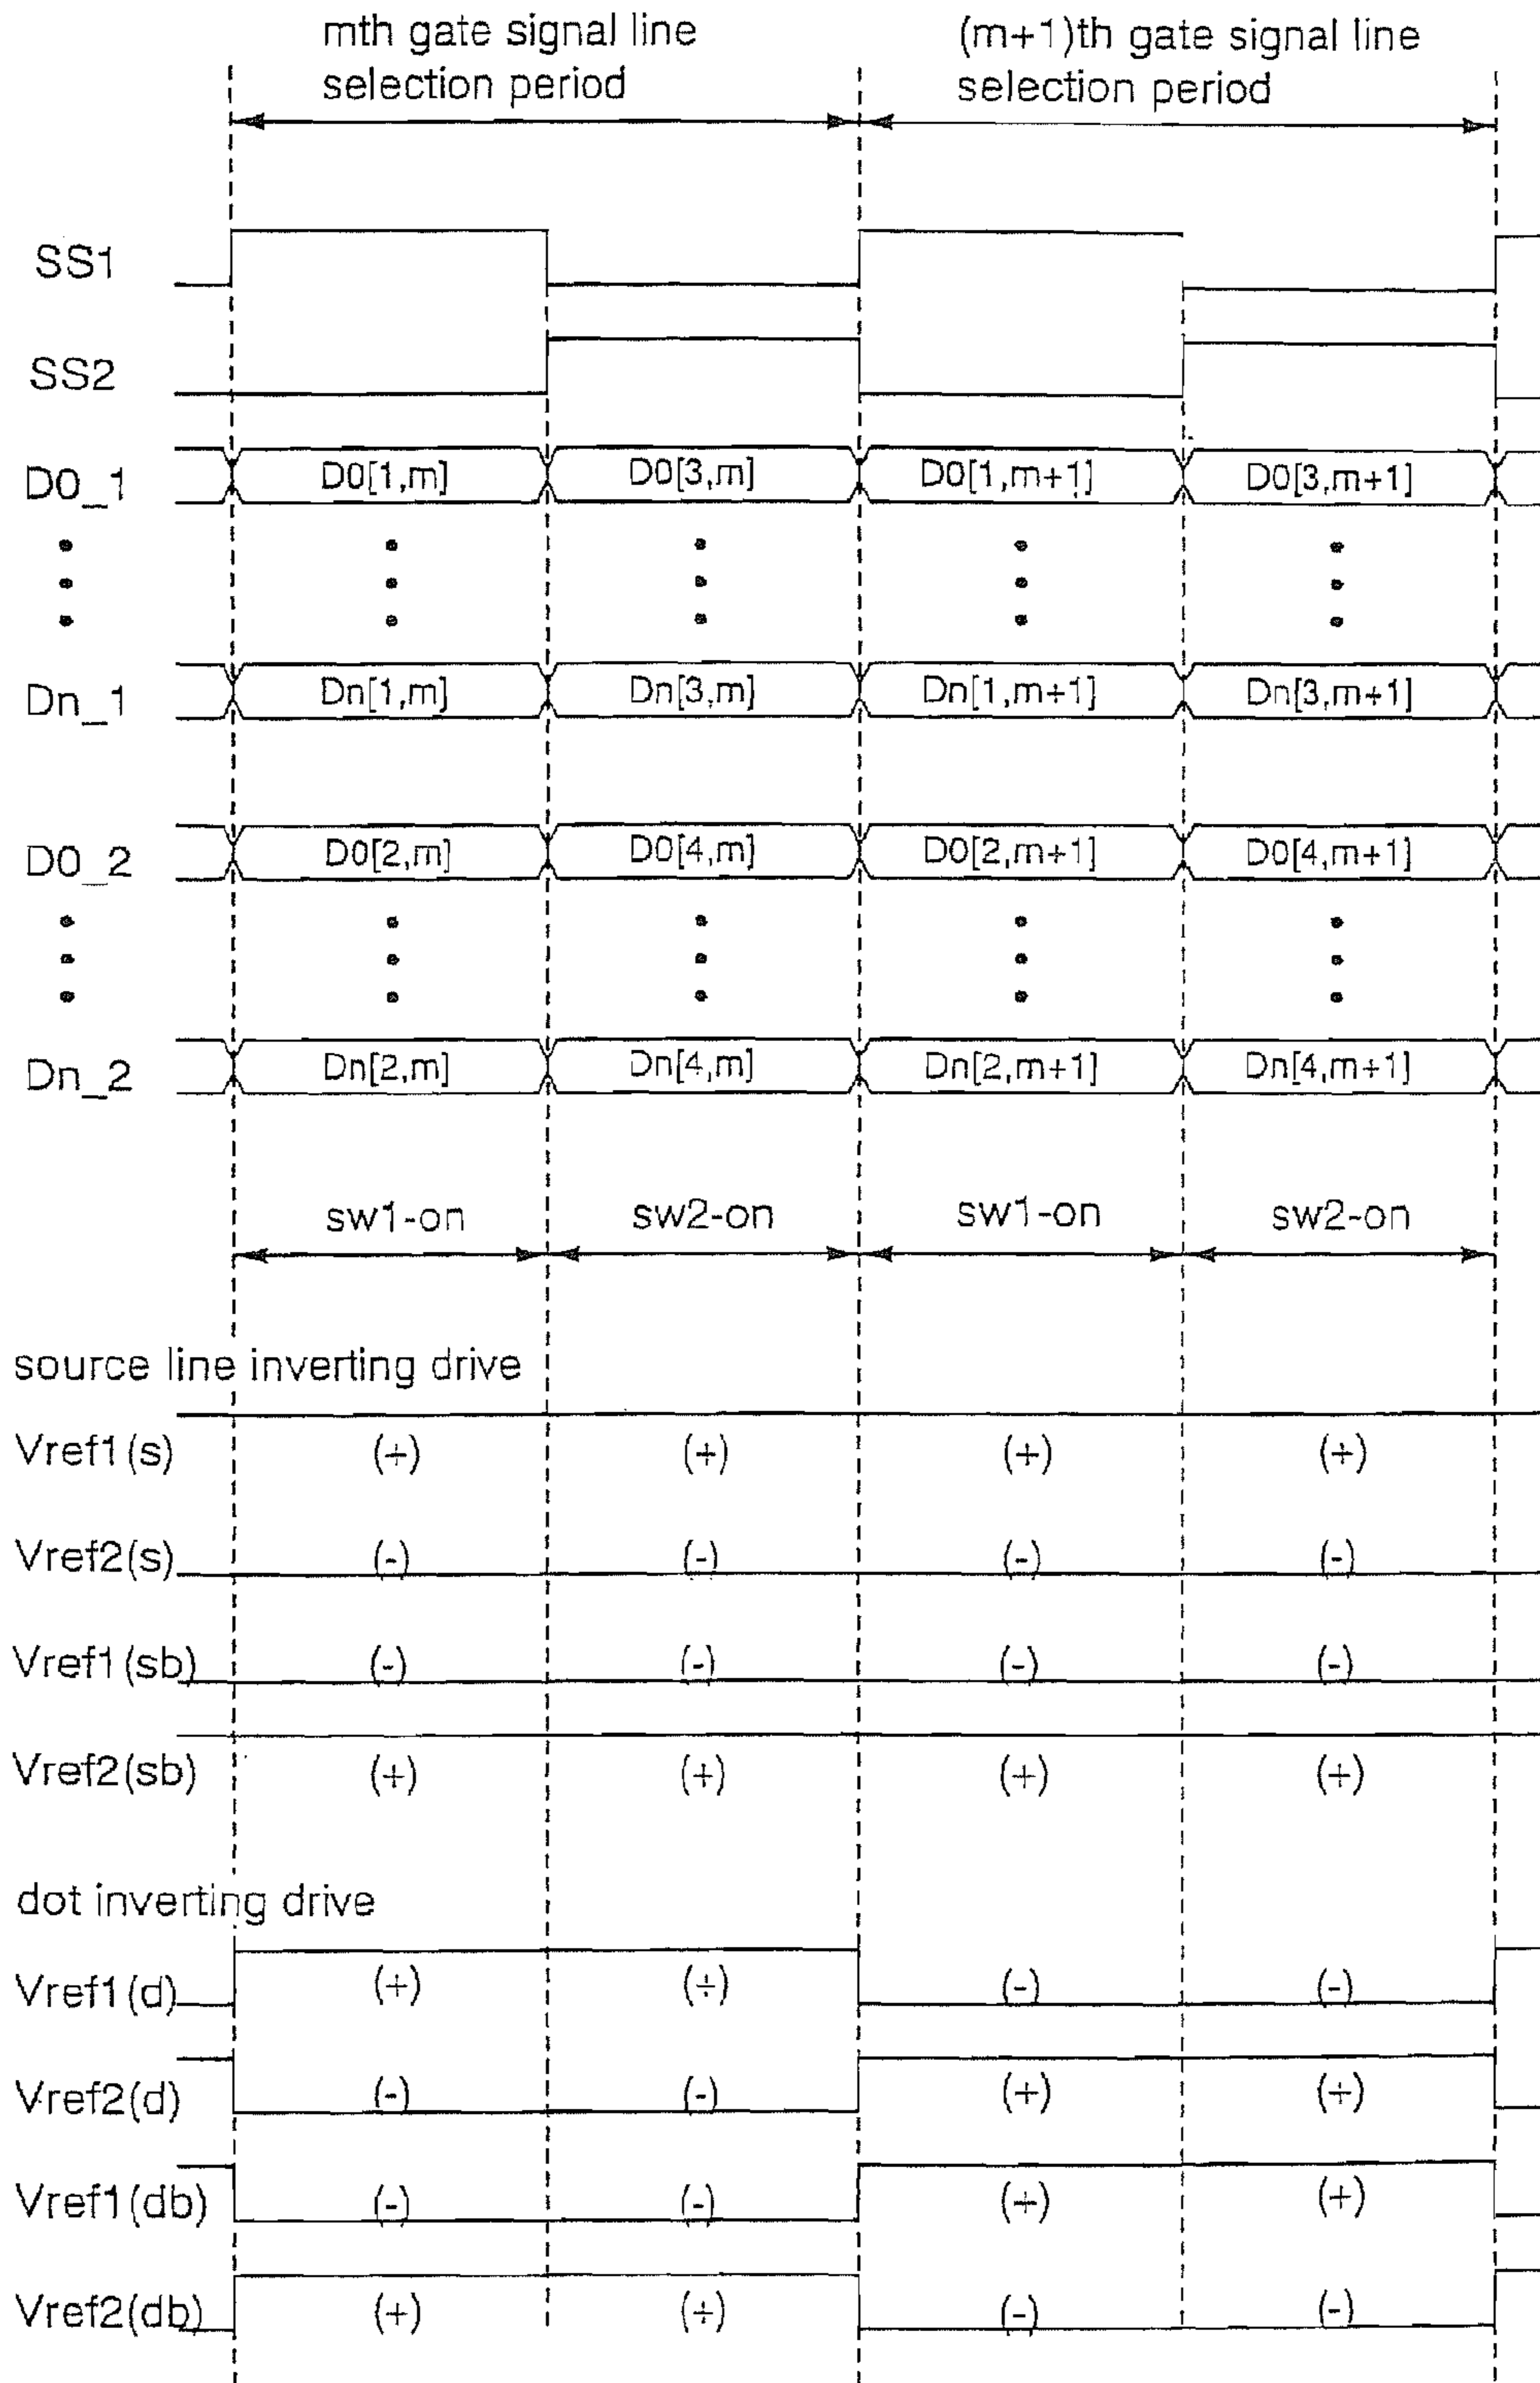 mth gate signal line
selection period
(m+1)th gate signal line
selection period
SS1
SS2
D0_1 D0[1,m] D0[3,m] D0[1,m+1] D0[3,m+1]
Dn_1 Dn[1,m] Dn[3,m] Dn[1,m+1] Dn[3,m+1]
D0_2 D0[2,m] D0[4,m] D0[2,m+1] D0[4,m+1]
Dn_2 Dn[2,m] Dn[4,m] Dn[2,m+1] Dn[4,m+1]
sw1-on sw2-on sw1-on sw2-on
source line inverting drive
Vref1(s) (+) (+) (+) (+)
Vref2(s) (-) (-) (-) (-)
Vref1(sb) (-) (-) (-) (-)
Vref2(sb) (+) (+) (+) (+)
dot inverting drive
Vref1(d) (+) (+) (-) (-)
Vref2(d) (-) (-) (+) (+)
Vref1(db) (-) (-) (+) (+)
Vref2(db) (+) (+) (-) (-)